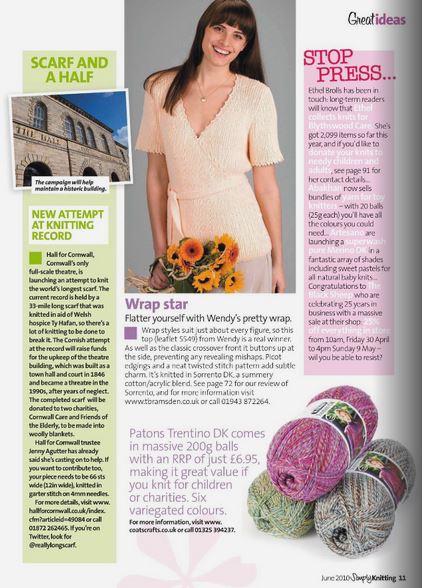 Great ideas
SCARF AND
A HALF
THE HALL
The campaign will help
maintain a historic building.
NEW ATTEMPT
AT KNITTING
RECORD
Hall for Cornwall,
Cornwall's only
full-scale theatre, is
launching an attempt to knit
the world's longest scarf. The
current record is held by a
33-mile long scarf that was
knitted in aid of Welsh
hospice Ty Hafan, so there's a
lot of knitting to be done to
break it. The Cornish attempt
at the record will raise funds
for the upkeep of the theatre
building, which was built as a
town hall and court in 1846
and became a theatre in the
1990s, after years of neglect.
The completed scarf will be
donated to two charities,
Cornwall Care and Friends of
the Elderly, to be made into
woolly blankets.
Hall for Cornwall trustee
Jenny Agutter has already
said she's casting on to help. If
you want to contribute too,
your piece needs to be 66 sts
wide (12in wide), knitted in
garter stitch on 4mm needles.
For more details, visit www.
hallforcornwall.co.uk/index.
cfm?articleid=49084 or call
01872 262465. If you're on
Twitter, look for
@reallylongscarf.
Wrap star
Flatter yourself with Wendy's pretty wrap.
Wrap styles suit just about every figure, so this
top (leaflet 5549) from Wendy is a real winner.
As well as the classic crossover front it buttons up at
the side, preventing any revealing mishaps. Picot
edgings and a neat twisted stitch pattern add subtle
charm. It's knitted in Sorrento DK, a summery
cotton/acrylic blend. See page 72 for our review of
Sorrento, and for more information visit
www.tbramsden.co.uk or call 01943 872264.
Patons Trentino DK comes
in massive 200g balls
with an RRP of just £6.95,
making it great value if
you knit for children
or charities. Six
variegated colours.
For more information, visit www.
coatscrafts.co.uk or call 01325 394237.
STOP
PRESS...
Ethel Brolls has been in
touch: long-term readers
will know that Ethel
collects knits for
Blythswood Care. She's
got 2,099 items so far this
year, and if you'd like to
donate your knits to
needy children and
adults, see page 91 for
her contact details...
Abakhan now sells
bundles of yarn for toy
knitters – with 20 balls
(25g each) you'll have all
the colours you could
need... Artesano are
launching a superwash
pure Merino DK in a
fantastic array of shades
including sweet pastels for
all natural baby knits...
Congratulations to The
Black Sheep who are
celebrating 25 years in
business with a massive
sale at their shop: 25%
off everything in store
from 10am, Friday 30 April
to 4pm Sunday 9 May –
wil you be able to resist?
June 2010 Simply Knitting 11